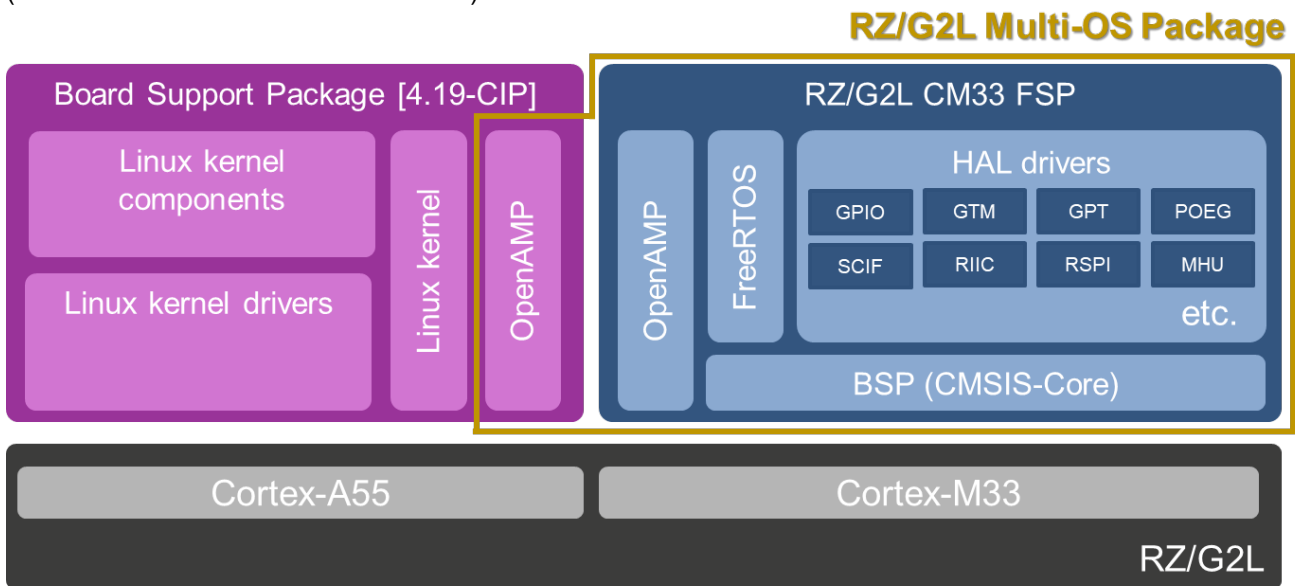 RZ/G2L Multi-OS Package
Board Support Package [4.19-CIP]
Linux kernel
components
Linux kernel drivers
Linux kernel
OpenAMP
RZ/G2L CM33 FSP
OpenAMP
FreeRTOS
HAL drivers
GPIO GTM GPT POEG
SCIF RIIC RSPI MHU
etc.
BSP (CMSIS-Core)
Cortex-A55
Cortex-M33
RZ/G2L